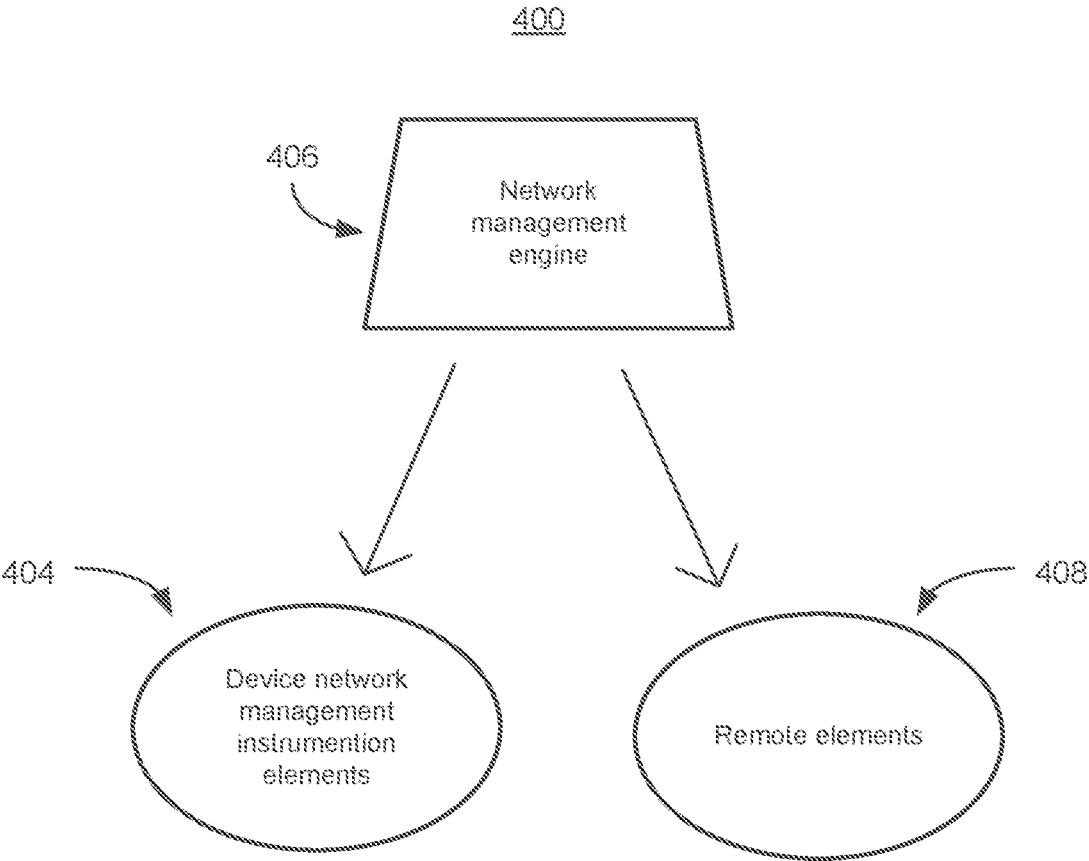 400
406
Network
management
engine
404
408
Device network
management
instrumention
elements
Remote elements